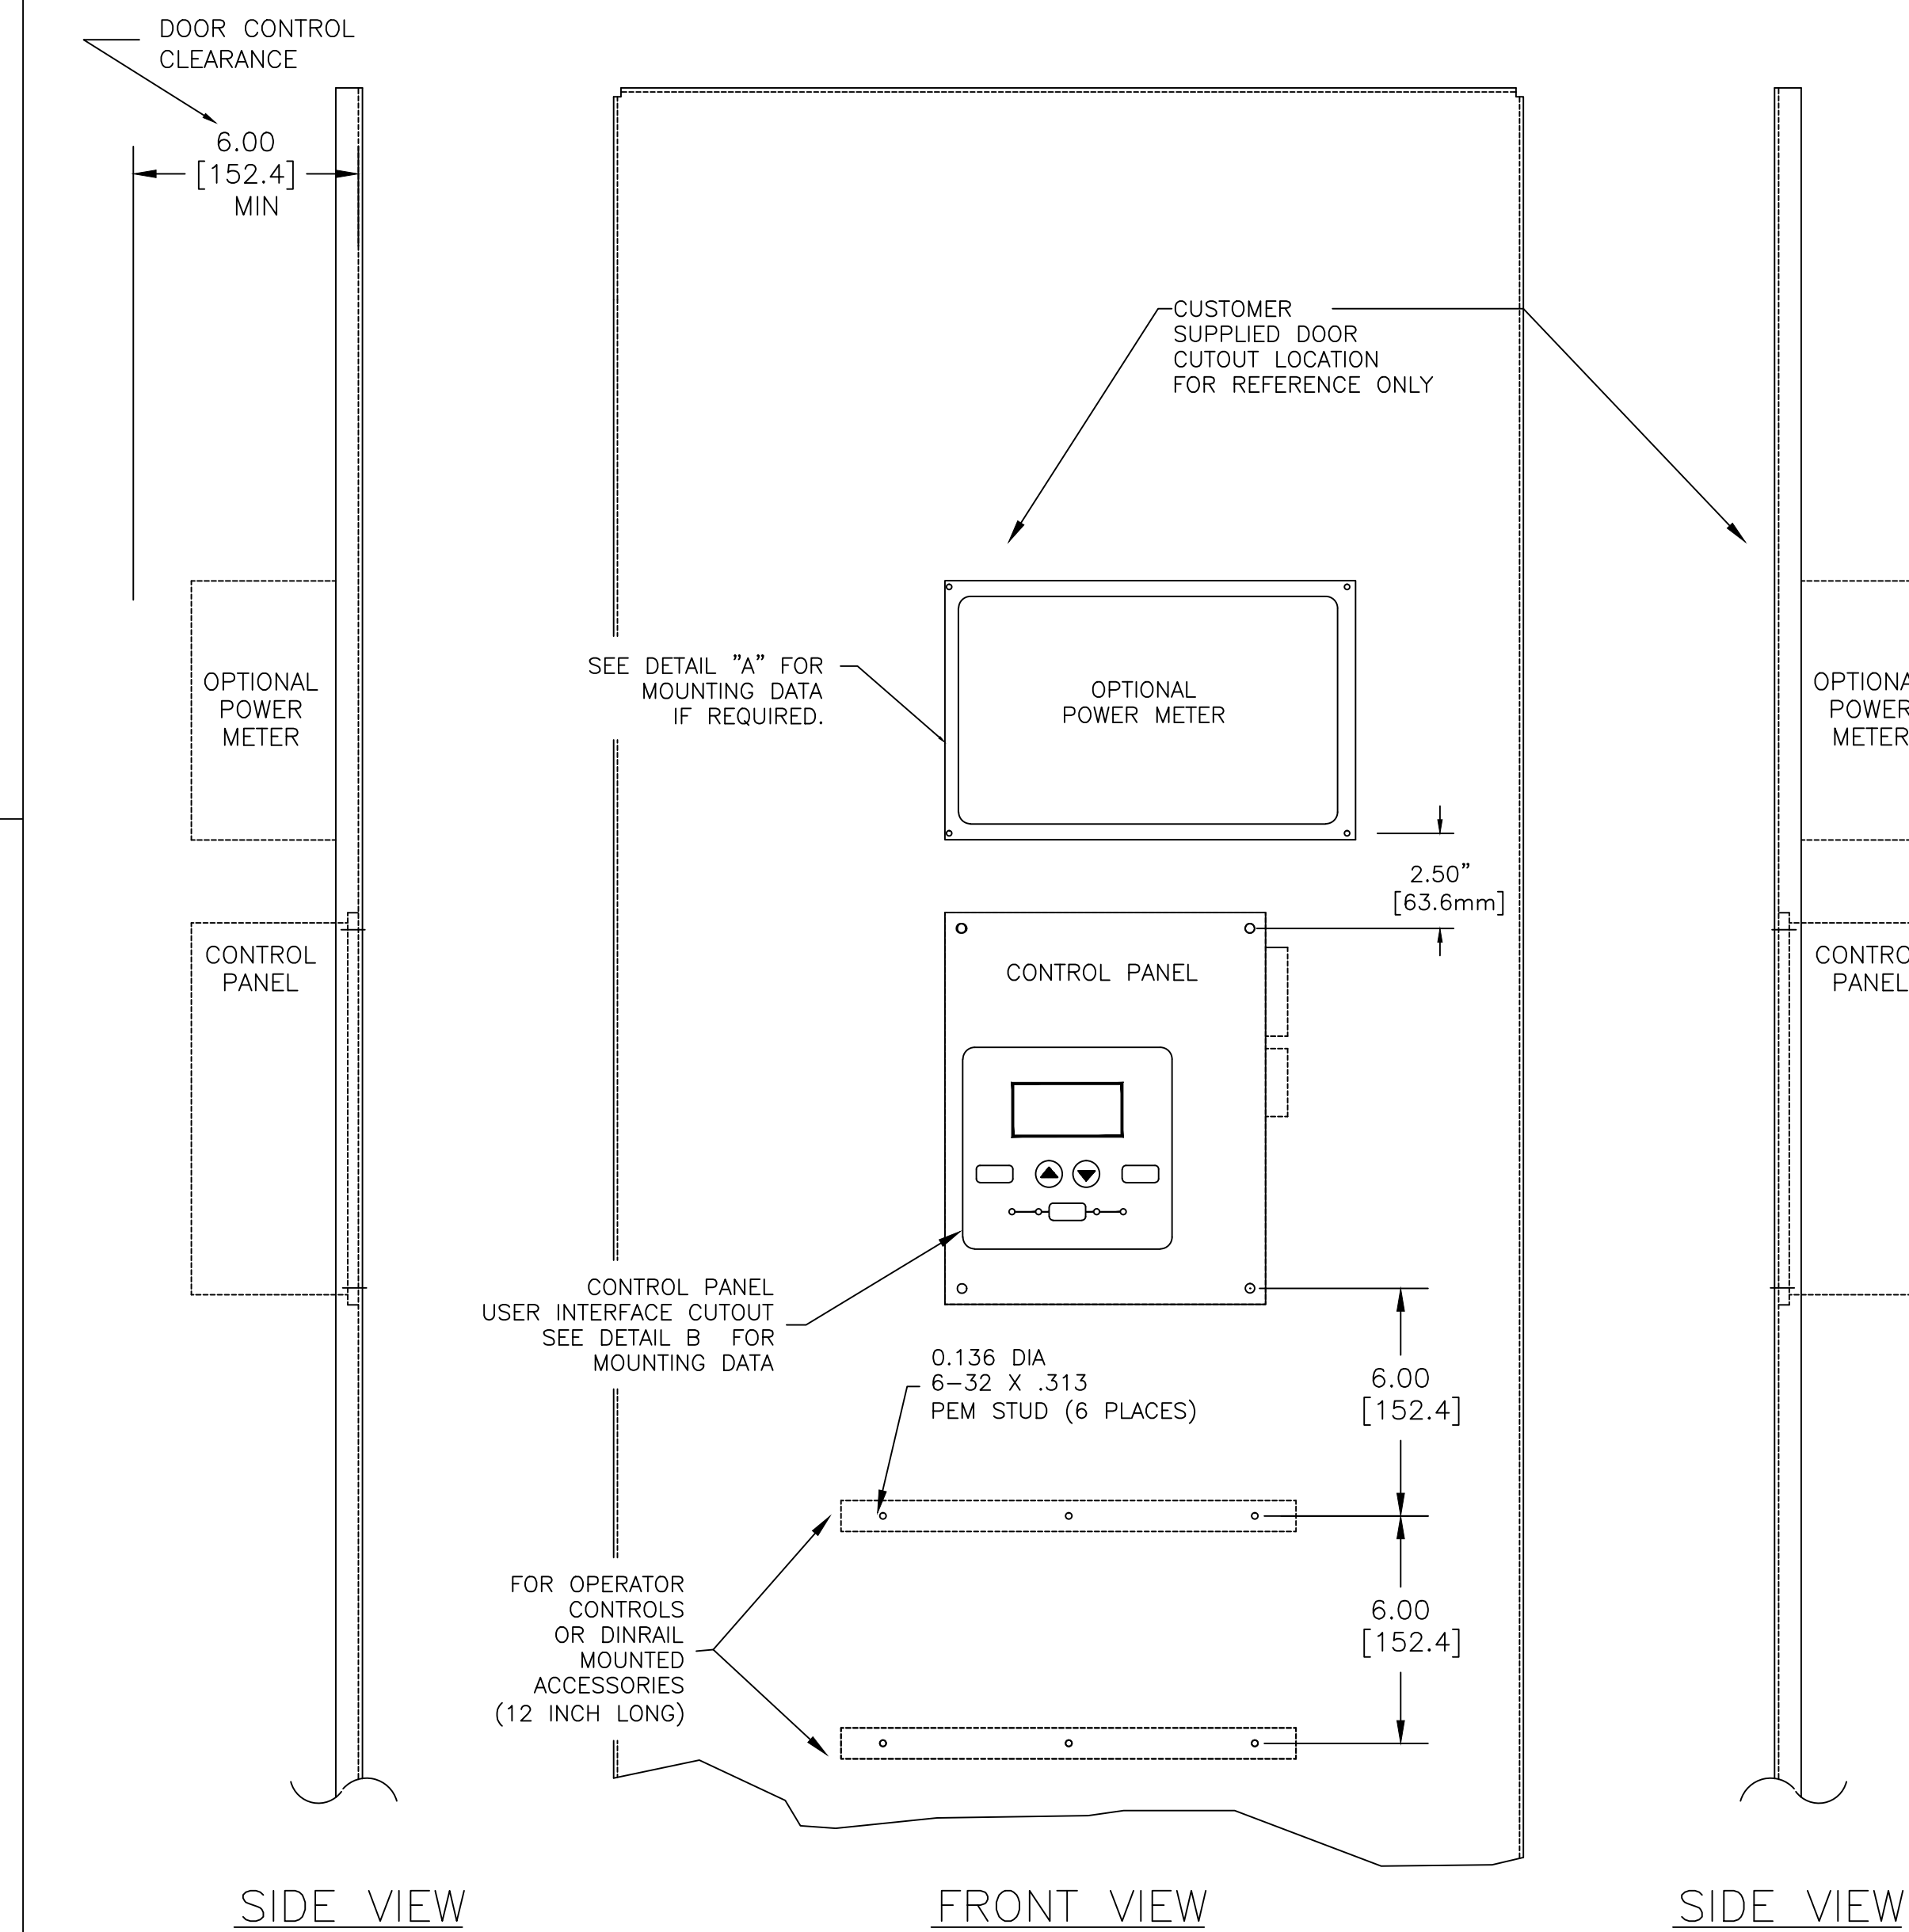 DOOR CONTROL
CLEARANCE
6.00
[152.4]
MIN
CUSTOMER
SUPPLIED DOOR
CUTOUT LOCATION
FOR REFERENCE ONLY
OPTIONAL
POWER
METER
SEE DETAIL "A" FOR
MOUNTING DATA
IF REQUIRED.
OPTIONAL
POWER METER
OPTIONA
POWER
METER
2.50"
[63.6mm]
CONTROL
PANEL
CONTROL PANEL
CONTRO
PANEL
CONTROL PANEL
USER INTERFACE CUTOUT
SEE DETAIL B FOR
MOUNTING DATA
0.136 DIA
6-32 X .313
PEM STUD (6 PLACES)
6.00
[152.4]
FOR OPERATOR
CONTROLS
OR DINRAIL
MOUNTED
ACCESSORIES
(12 INCH LONG)
6.00
[152.4]
SIDE VIEW
FRONT VIEW
SIDE VIEW